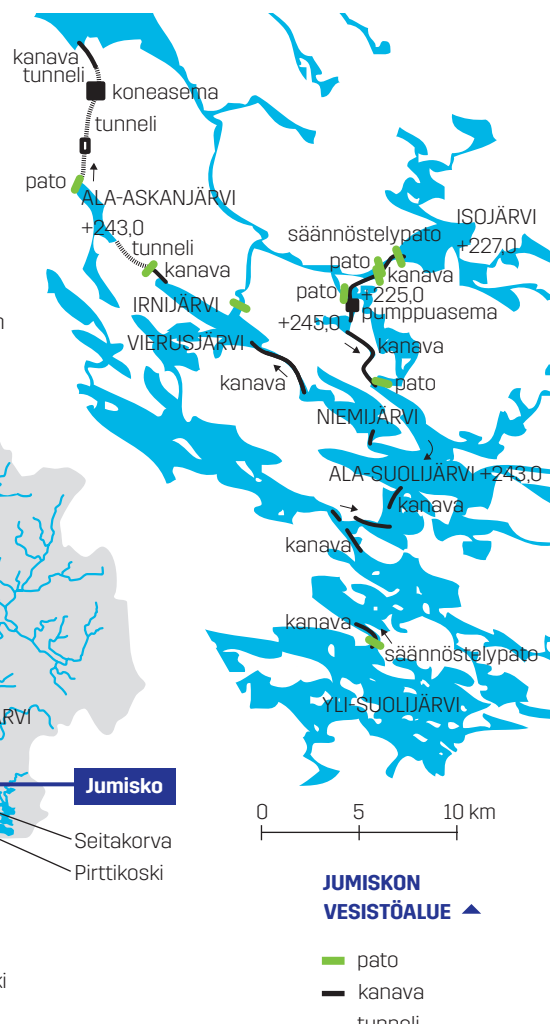 kanava
tunneli
koneasema
tunneli
pato
ALA-ASKANJÄRVI
+243,0
tunneli
kanava
IRNIJÄRVI
VIERUSJÄRVI
kanava
ISOJÄRVI
+227,0
säännöstelypato
pato
kanava
pato
+225,0
pumppuasema
+245,0
kanava
pato
NIEMIJÄRVI
ALA-SUOLIJÄRVI +243,0
kanava
kanava
kanava
säännöstelypato
YLI-SUOLIJÄRVI
Jumisko
Seitakorva
Pirttikoski
0 5 10 km
JUMISKON
VESISTÖALUE
pato
kanava
tunneli